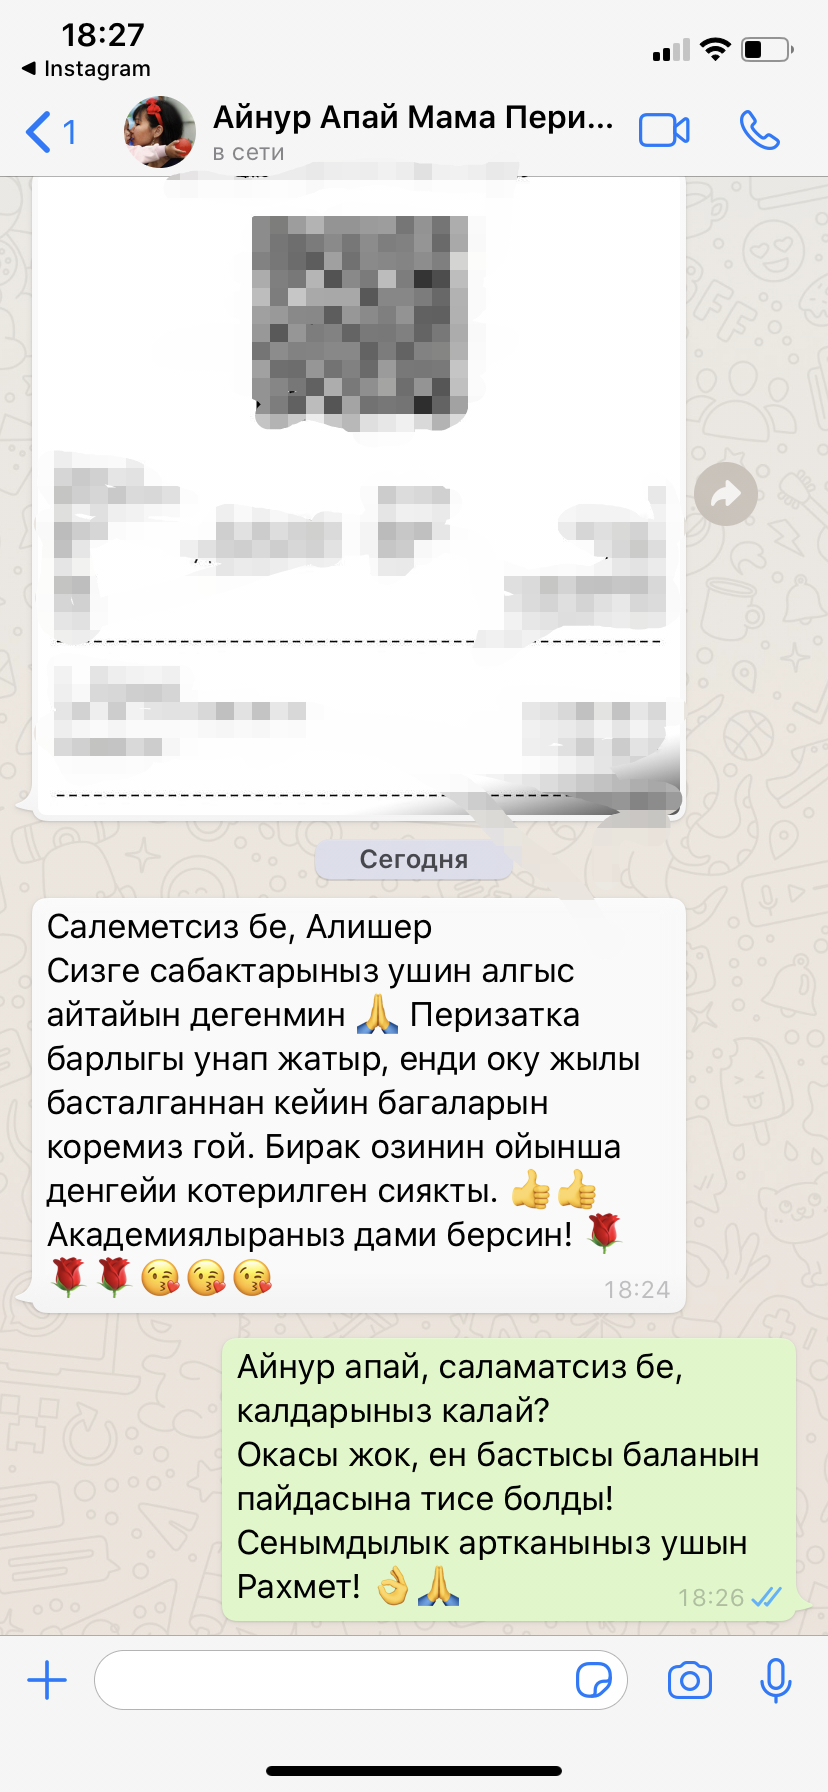 18:27
Instagram
1
Айнур Апай Мама Пери...
в сети
Сегодня
Салеметсиз бе, Алишер
Сизге сабактарыныз ушин алгыс
айтайын дегенмин 🙏 Перизатка
барлыгы унап жатыр, енди оку жылы
басталганнан кейин багаларын
коремиз гой. Бирак озинин ойынша
денгейи котерилген сиякты. 👍👍
Академиялыраныз дами берсин! 🌹
🌹🌹😘😘😘
18:24
Айнур апай, саламатсиз бе,
калдарыныз калай?
Окасы жок, ен бастысы баланын
пайдасына тисе болды!
Сенымдылык артканыныз ушын
Рахмет! 👌🙏
18:26